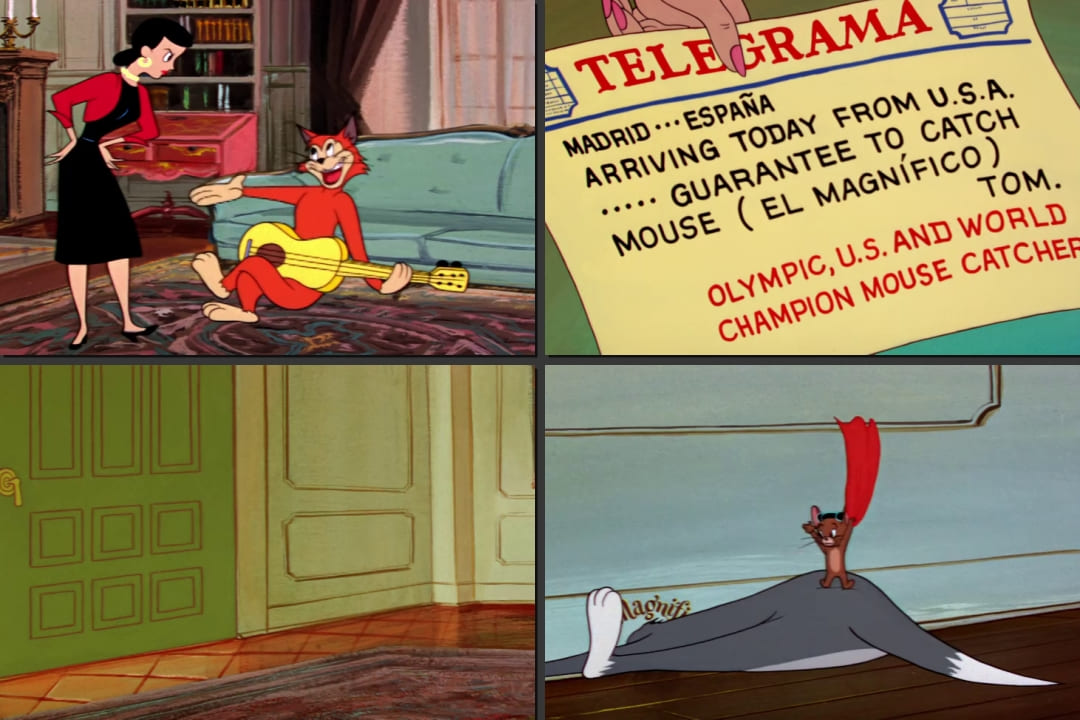 TELEGRAMA
MADRID...ESPAÑA
ARRIVING TODAY FROM U.S.A.
..... GUARANTEE TO CATCH
MOUSE (EL MAGNÍFICO)
TOM.
OLYMPIC, U.S. AND WORLD
CHAMPION MOUSE CATCHER
Magnifi